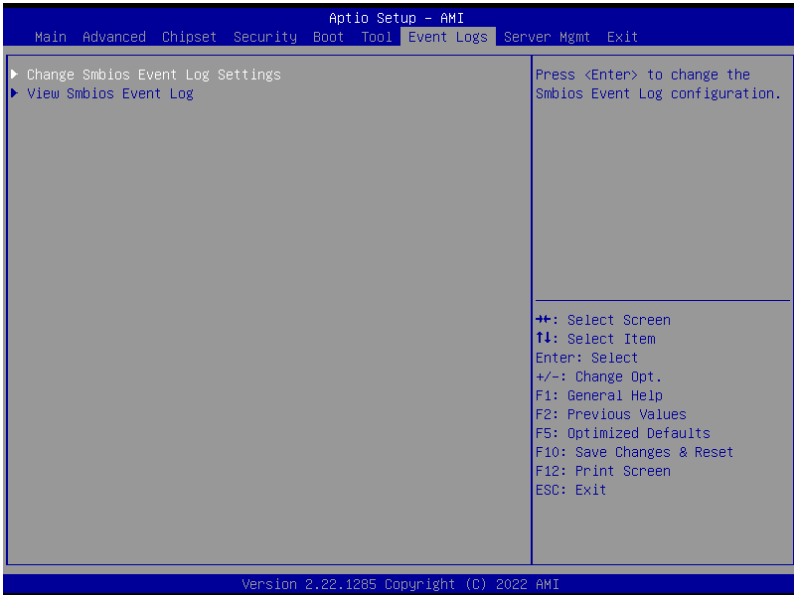 Aptio Setup - AMI
Main Advanced Chipset Security Boot Tool Event Logs Server Mgmt Exit
▶ Change Smbios Event Log Settings
▶ View Smbios Event Log
Press <Enter> to change the
Smbios Event Log configuration.
→←: Select Screen
↑↓: Select Item
Enter: Select
+/-: Change Opt.
F1: General Help
F2: Previous Values
F5: Optimized Defaults
F10: Save Changes & Reset
F12: Print Screen
ESC: Exit
Version 2.22.1285 Copyright (C) 2022 AMI